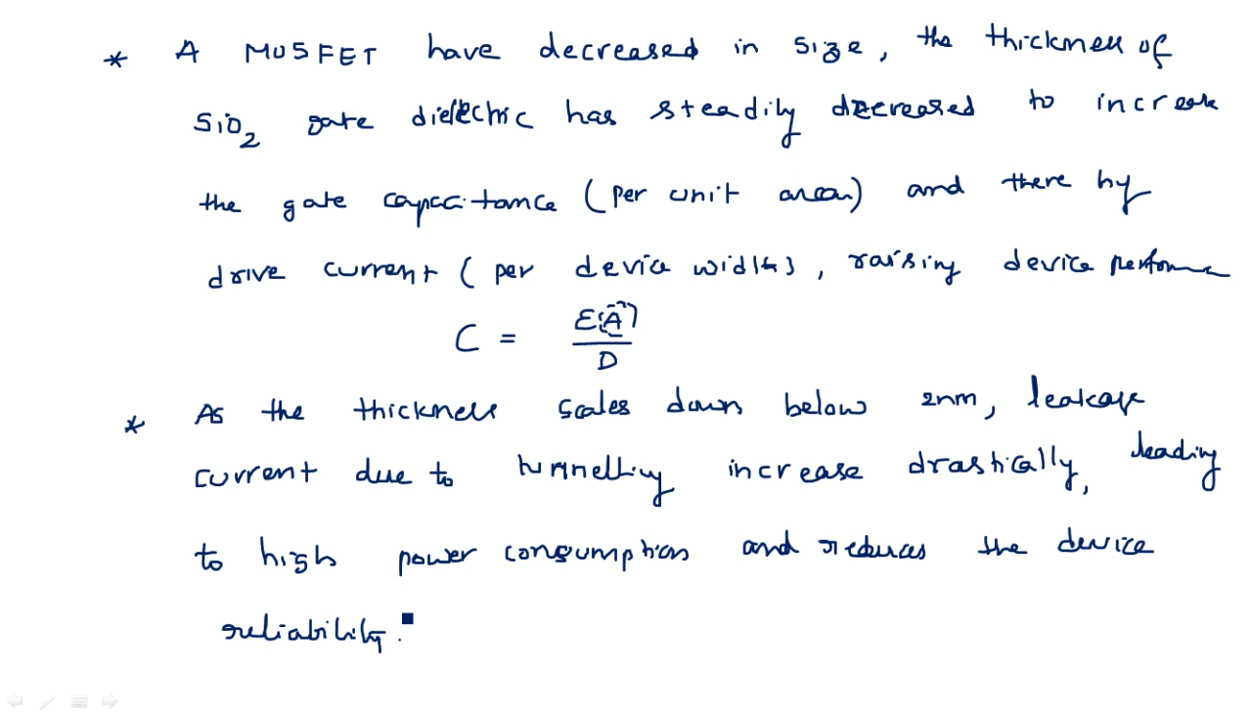 * A MOSFET have decreased in size, the thickness of
SiO2 gate dielectric has steadily decreased to increase
the gate capacitance (per unit area) and there by
drive current (per device width), raising device performance
C = E(A)/D
* As the thickness scales down below 2nm, leakage
current due to tunnelling increase drastically, leading
to high power consumption and reduces the device
reliability.